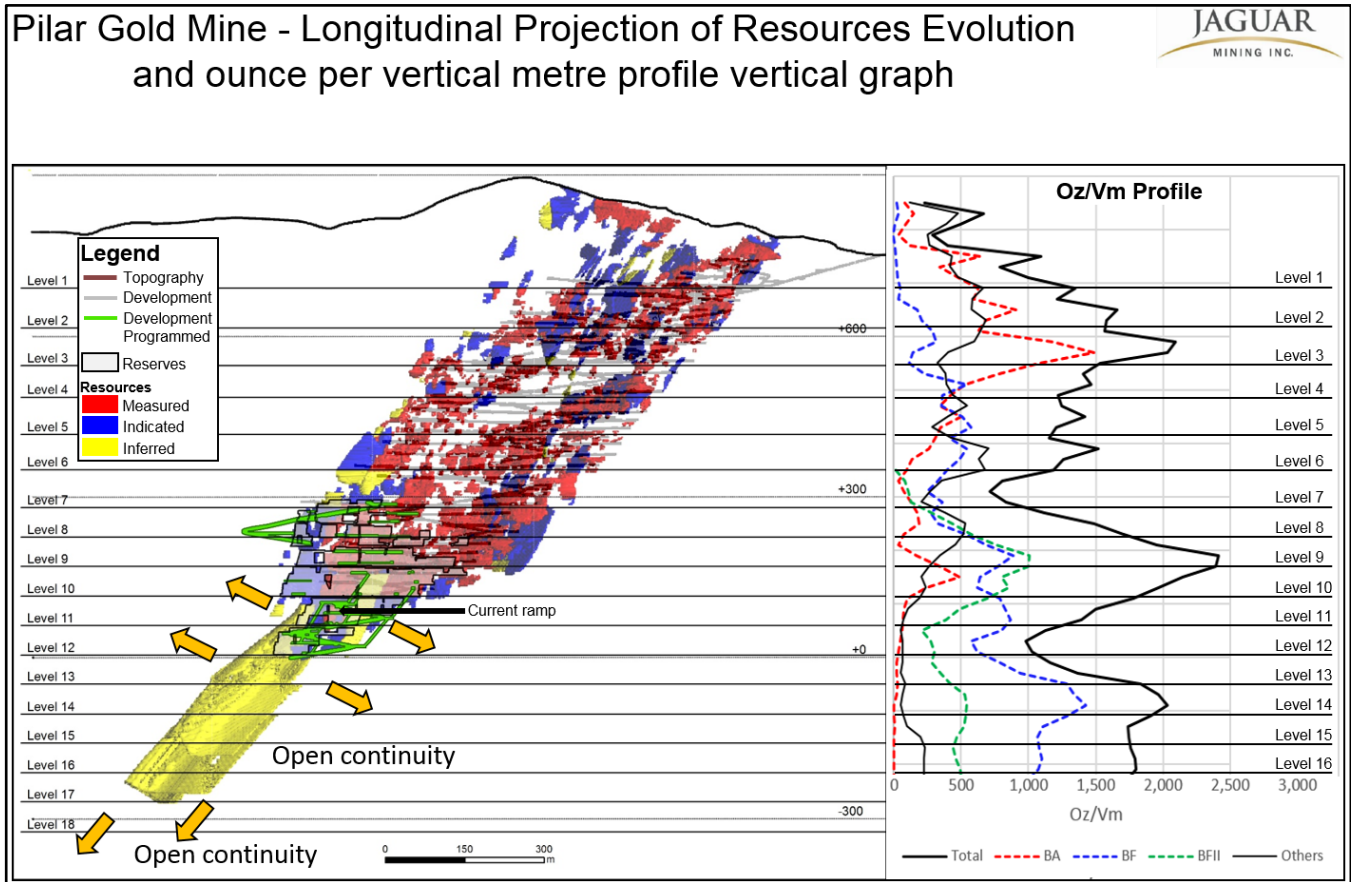 Pilar Gold Mine - Longitudinal Projection of Resources Evolution
and ounce per vertical metre profile vertical graph
JAGUAR
MINING INC.
Legend
Topography
Development
Development
Programmed
Reserves
Resources
Measured
Indicated
Inferred
Level 1
Level 2
Level 3
Level 4
Level 5
Level 6
Level 7
Level 8
Level 9
Level 10
Level 11
Level 12
Level 13
Level 14
Level 15
Level 16
Level 17
Level 18
+600
+300
+0
-300
Current ramp
Open continuity
Open continuity
0 150 300
m
Oz/Vm Profile
Level 1
Level 2
Level 3
Level 4
Level 5
Level 6
Level 7
Level 8
Level 9
Level 10
Level 11
Level 12
Level 13
Level 14
Level 15
Level 16
0 500 1,000 1,500 2,000 2,500 3,000
Oz/Vm
Total BA BF BFII Others